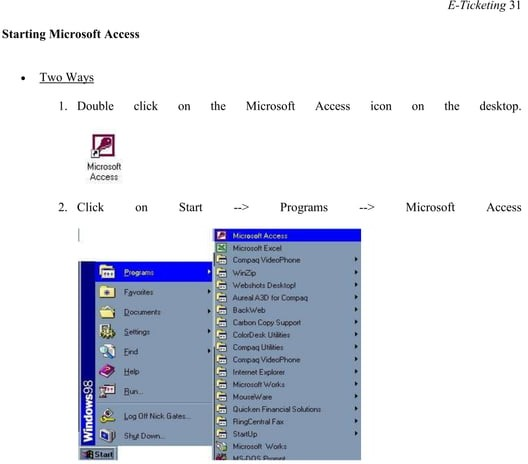 E-Ticketing 31
Starting Microsoft Access
• Two Ways
1. Double click on the Microsoft Access icon on the desktop.
Microsoft
Access
2. Click on Start --> Programs --> Microsoft Access
Microsoft Access
Microsoft Excel
Compaq VideoPhone
WinZip
Webshots Desktop!
Aureal A3D for Compaq
BackWeb
Carbon Copy Support
ColorDesk Utilities
Compaq Utilities
Compaq VideoPhone
Internet Explorer
Microsoft Works
MouseWare
Quicken Financial Solutions
RingCentral Fax
StartUp
Microsoft Works
MS-DOS Prompt
Programs
Favorites
Documents
Settings
Find
Help
Run...
Log Off Nick Gates...
Shut Down...
Windows98
Start